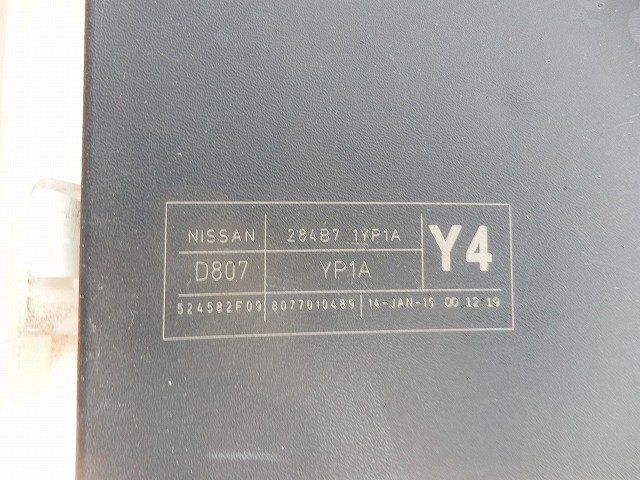 NISSAN 284B7 1YP1A Y4
D807 YP1A
524582F09 8077010489 14-JAN-15 00:12:19